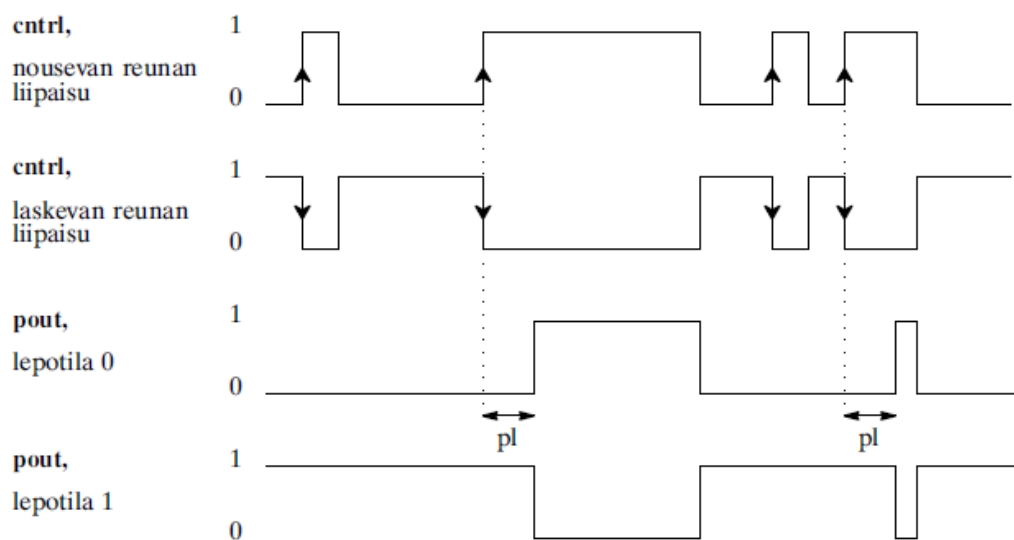 cntrl, 1
nousevan reunan
liipaisu 0
cntrl, 1
laskevan reunan
liipaisu 0
pout, 1
lepotila 0
0
pl pl
pout, 1
lepotila 1
0